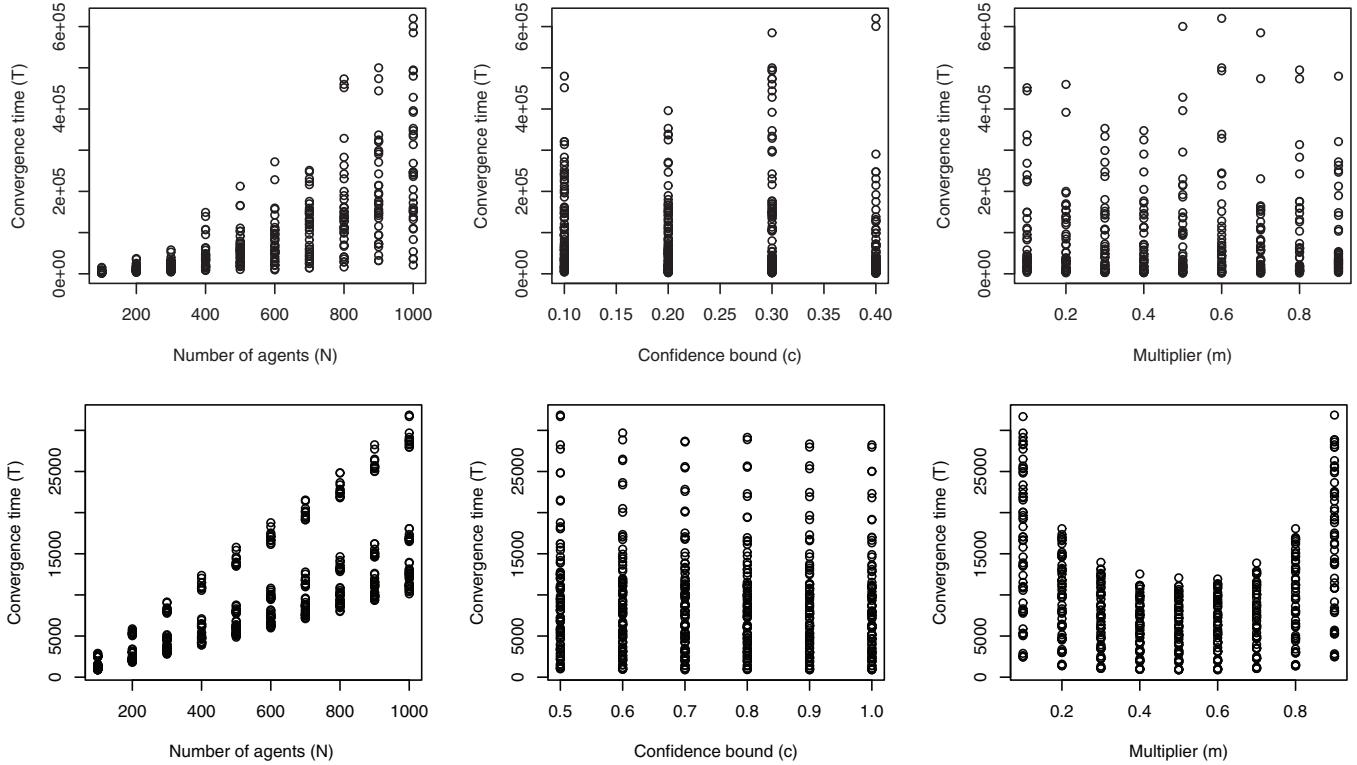 Convergence time (T)
6e+05
4e+05
2e+05
0e+00
200
400
600
800
1000
Number of agents (N)
Convergence time (T)
6e+05
4e+05
2e+05
0e+00
0.10
0.15
0.20
0.25
0.30
0.35
0.40
Confidence bound (c)
Convergence time (T)
6e+05
4e+05
2e+05
0e+00
0.2
0.4
0.6
0.8
Multiplier (m)
Convergence time (T)
25000
15000
5000
0
200
400
600
800
1000
Number of agents (N)
Convergence time (T)
25000
15000
5000
0
0.5
0.6
0.7
0.8
0.9
1.0
Confidence bound (c)
Convergence time (T)
25000
15000
5000
0
0.2
0.4
0.6
0.8
Multiplier (m)